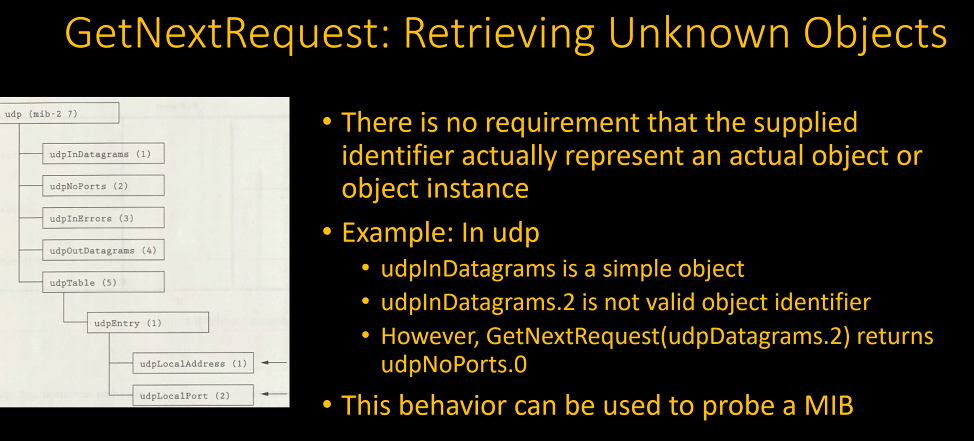 GetNextRequest: Retrieving Unknown Objects
udp (mib-2 7)
udpInDatagrams (1)
udpNoPorts (2)
udpInErrors (3)
udpOutDatagrams (4)
udpTable (5)
udpEntry (1)
udpLocalAddress (1)
udpLocalPort (2)
• There is no requirement that the supplied
identifier actually represent an actual object or
object instance
• Example: In udp
• udpInDatagrams is a simple object
• udpInDatagrams.2 is not valid object identifier
• However, GetNextRequest(udpDatagrams.2) returns
udpNoPorts.0
• This behavior can be used to probe a MIB